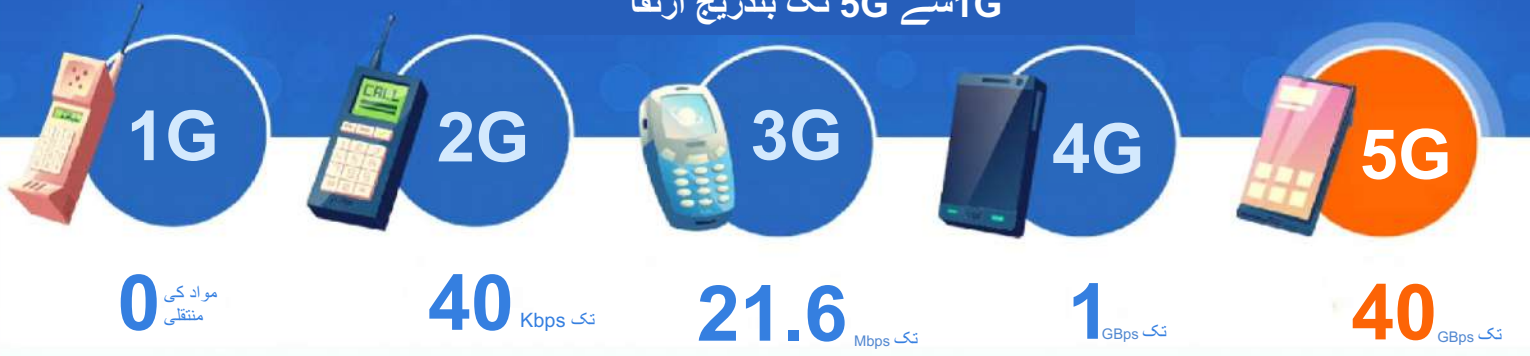 1G سے 5G تک بتدریج ارتقا
1G
2G
CALL
3G
4G
5G
0 مواد کی
منتقلی
40 Kbps تک
21.6 Mbps تک
1 GBps تک
40 GBps تک